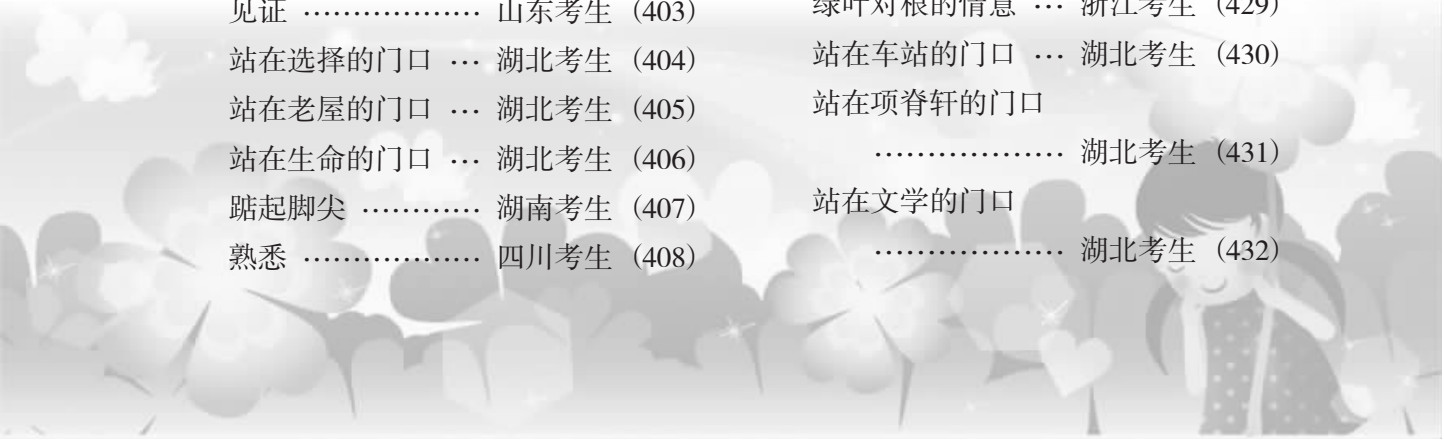 见证 ……………… 山东考生 (403)
站在选择的门口 … 湖北考生 (404)
站在老屋的门口 … 湖北考生 (405)
站在生命的门口 … 湖北考生 (406)
踮起脚尖 ………… 湖南考生 (407)
熟悉 ……………… 四川考生 (408)
绿叶对根的情意 … 浙江考生 (429)
站在车站的门口 … 湖北考生 (430)
站在项脊轩的门口
……………… 湖北考生 (431)
站在文学的门口
……………… 湖北考生 (432)